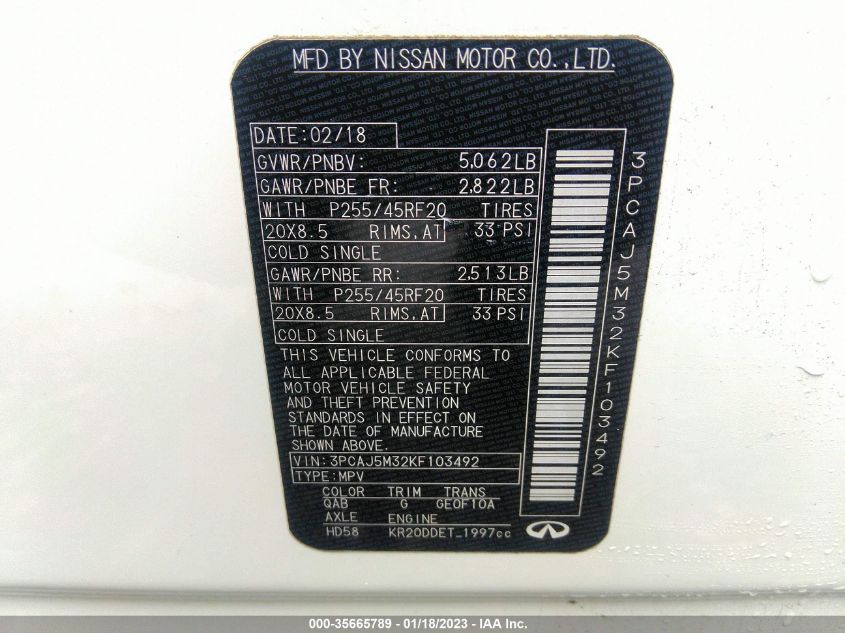 MFD BY NISSAN MOTOR CO.,LTD.
DATE:02/18
GVWR/PNBV: 5,062LB
GAWR/PNBE FR: 2,822LB
WITH P255/45RF20 TIRES
20X8.5 RIMS,AT 33 PSI
COLD SINGLE
GAWR/PNBE RR: 2,513LB
WITH P255/45RF20 TIRES
20X8.5 RIMS,AT 33 PSI
COLD SINGLE
THIS VEHICLE CONFORMS TO
ALL APPLICABLE FEDERAL
MOTOR VEHICLE SAFETY
AND THEFT PREVENTION
STANDARDS IN EFFECT ON
THE DATE OF MANUFACTURE
SHOWN ABOVE.
VIN:3PCAJ5M32KF103492
TYPE:MPV
COLOR TRIM TRANS
QAB G GE0F10A
AXLE ENGINE
HD58 KR20DDET_1997cc
3PCAJ5M32KF103492
000-35665789 - 01/18/2023 - IAA Inc.